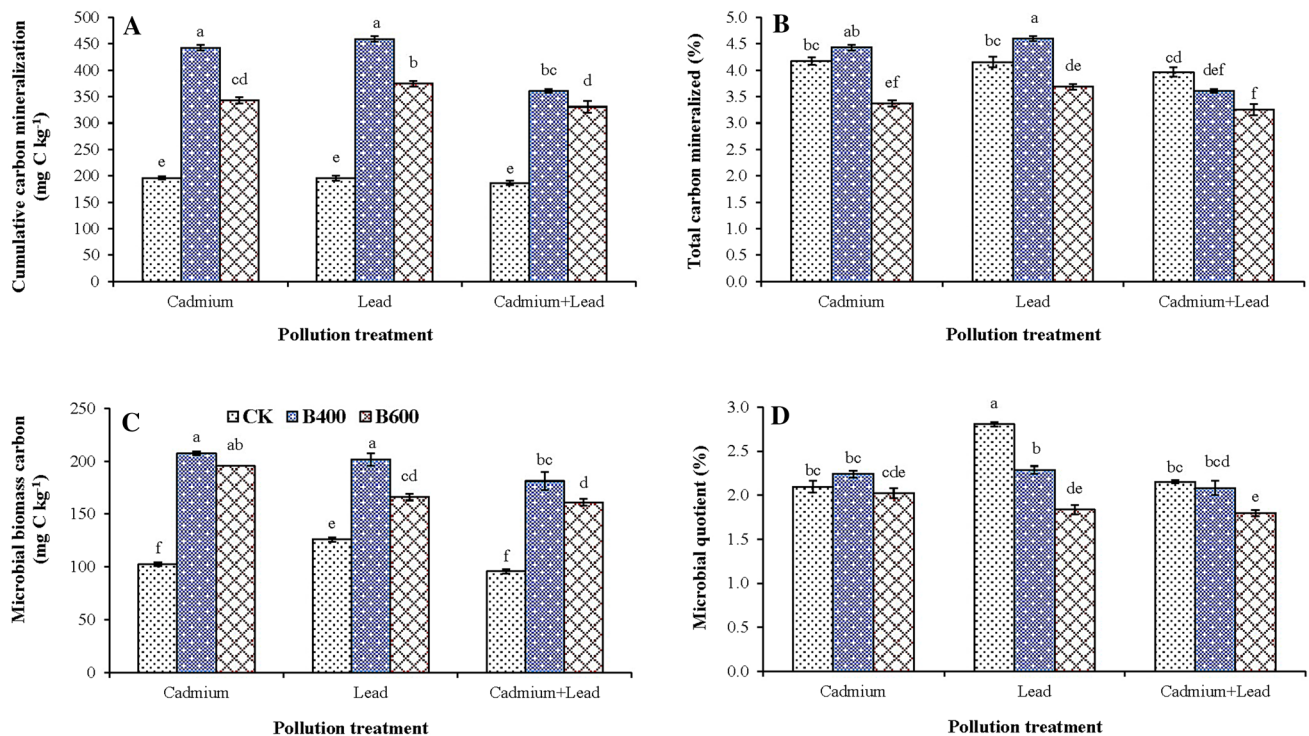 A
Cumulative carbon mineralization
(mg C kg-1)
500
450
400
350
300
250
200
150
100
50
0
e
a
cd
e
a
b
e
bc
d
Cadmium
Lead
Cadmium+Lead
Pollution treatment
B
Total carbon mineralized (%)
5.0
4.5
4.0
3.5
3.0
2.5
2.0
1.5
1.0
0.5
0.0
bc
ab
ef
bc
a
de
cd
def
f
Cadmium
Lead
Cadmium+Lead
Pollution treatment
C
CK B400 B600
Microbial biomass carbon
(mg C kg-1)
250
200
150
100
50
0
f
a
ab
e
a
cd
f
bc
d
Cadmium
Lead
Cadmium+Lead
Pollution treatment
D
Microbial quotient (%)
3.0
2.5
2.0
1.5
1.0
0.5
0.0
bc
bc
cde
a
b
de
bc
bcd
e
Cadmium
Lead
Cadmium+Lead
Pollution treatment